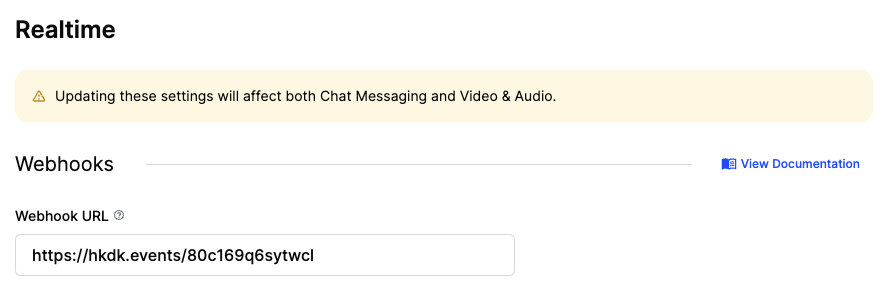 Realtime
Updating these settings will affect both Chat Messaging and Video & Audio.
Webhooks
View Documentation
Webhook URL
https://hkdk.events/80c169q6sytwcl